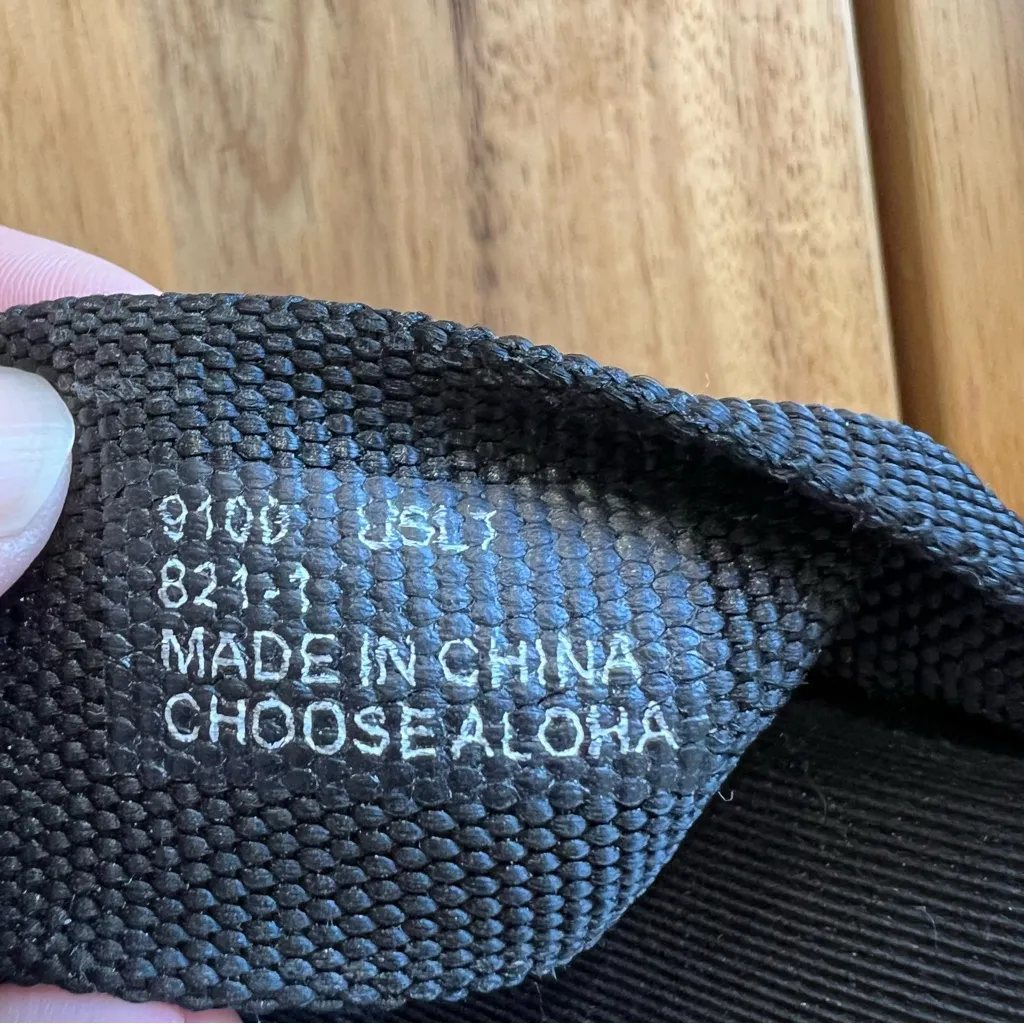 9100 USL7
821-1
MADE IN CHINA
CHOOSE ALOHA